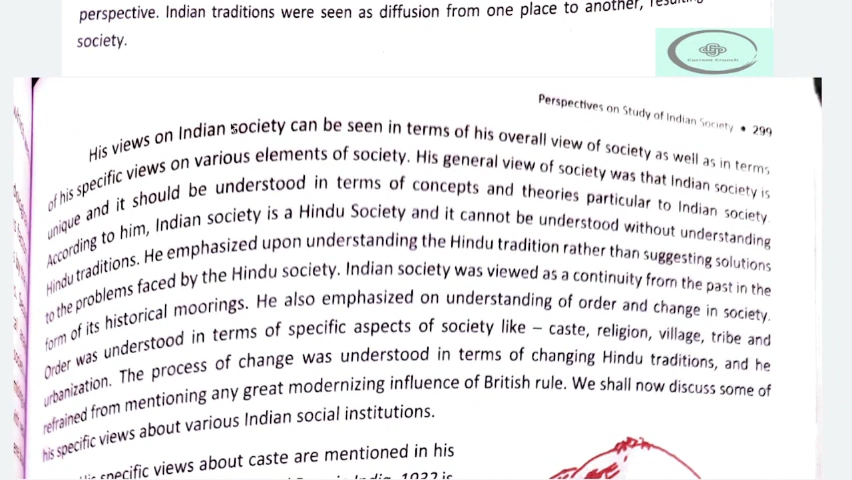 perspective. Indian traditions were seen as diffusion from one place to another,
society.
Current Crunch
Perspectives on Study of Indian Society • 299
His views on Indian society can be seen in terms of his overall view of society as well as in terms
of his specific views on various elements of society. His general view of society was that Indian society is
unique and it should be understood in terms of concepts and theories particular to Indian society.
According to him, Indian society is a Hindu Society and it cannot be understood without understanding
Hindu traditions. He emphasized upon understanding the Hindu tradition rather than suggesting solutions
to the problems faced by the Hindu society. Indian society was viewed as a continuity from the past in the
form of its historical moorings. He also emphasized on understanding of order and change in society.
Order was understood in terms of specific aspects of society like – caste, religion, village, tribe and
urbanization. The process of change was understood in terms of changing Hindu traditions, and he
refrained from mentioning any great modernizing influence of British rule. We shall now discuss some of
his specific views about various Indian social institutions.
specific views about caste are mentioned in his